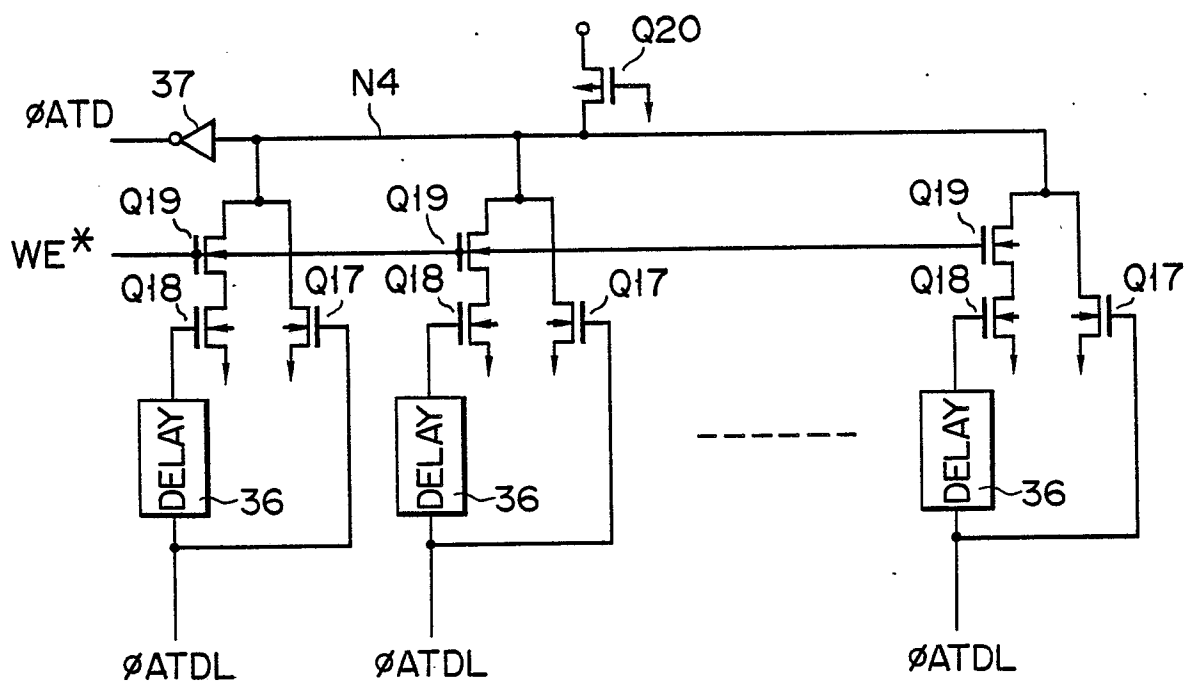 Q20
37
N4
øATD
Q19
Q19
Q19
WE*
Q18
Q17
Q18
Q17
Q18
Q17
DELAY
36
DELAY
36
DELAY
36
øATDL
øATDL
øATDL